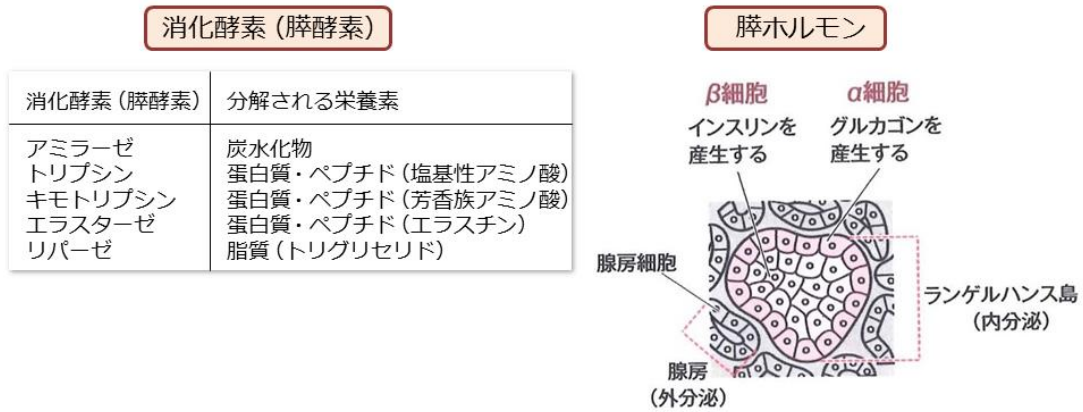 消化酵素（膵酵素）
消化酵素（膵酵素） 分解される栄養素
アミラーゼ 炭水化物
トリプシン 蛋白質・ペプチド（塩基性アミノ酸）
キモトリプシン 蛋白質・ペプチド（芳香族アミノ酸）
エラスターゼ 蛋白質・ペプチド（エラスチン）
リパーゼ 脂質（トリグリセリド）
膵ホルモン
β細胞
インスリンを
産生する
α細胞
グルカゴンを
産生する
腺房細胞
ランゲルハンス島
（内分泌）
腺房
（外分泌）